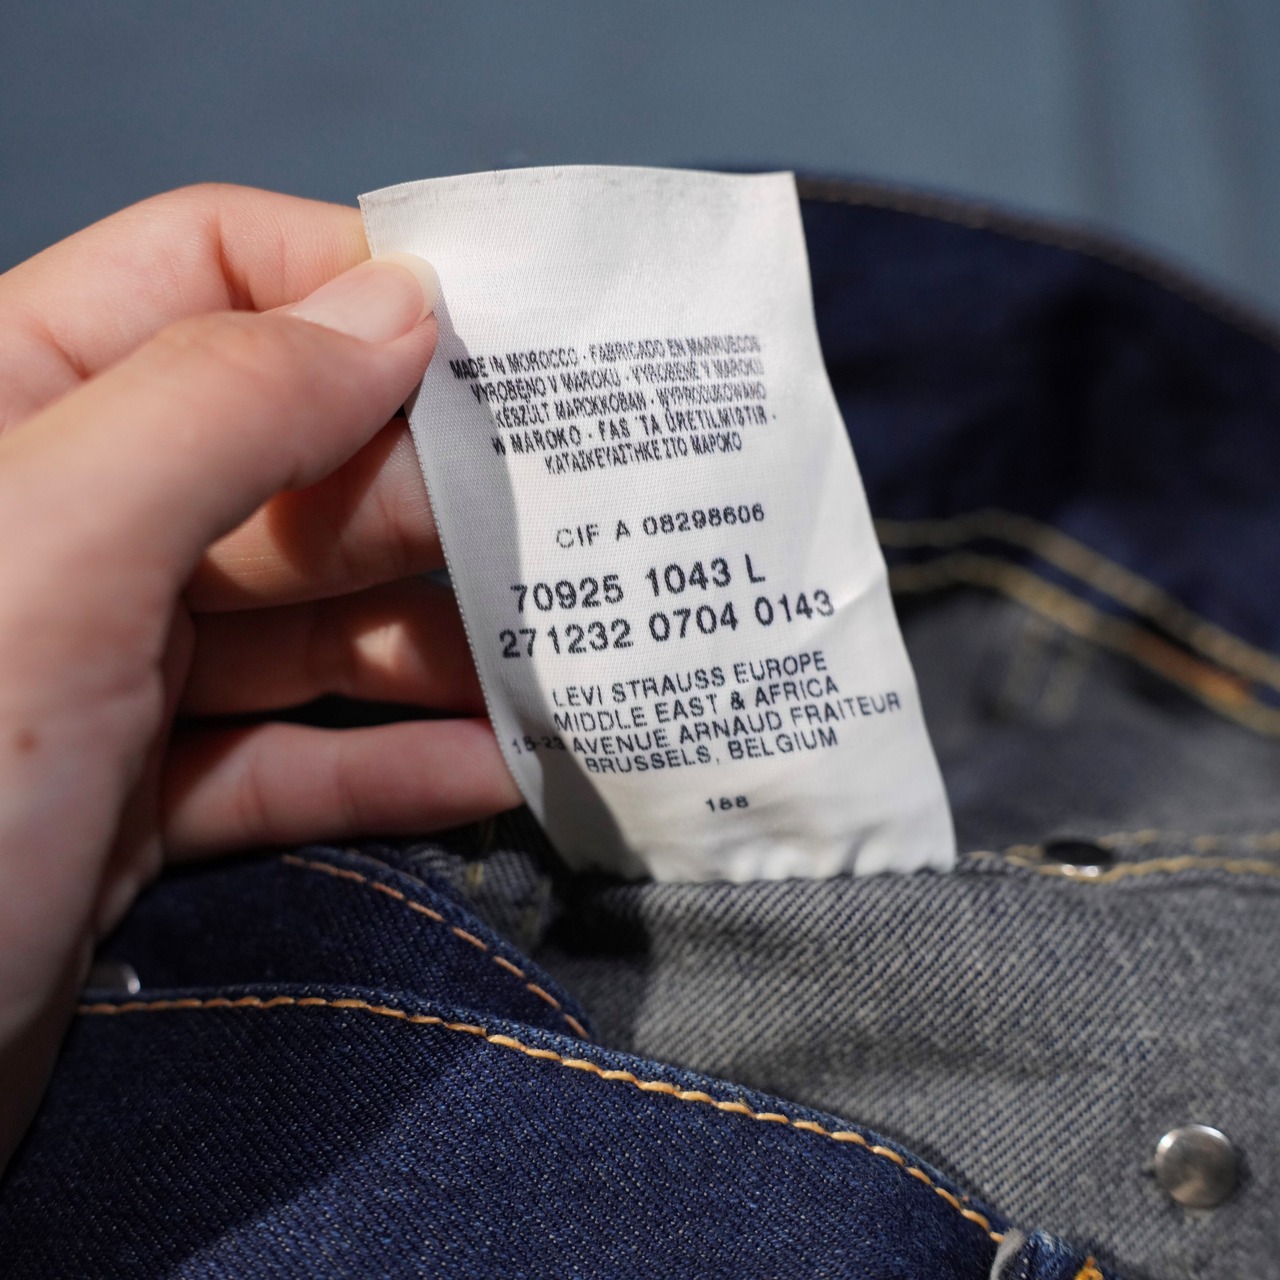 MADE IN MOROCCO - FABRICADO EN MARRUECOS
VYROBENO V MAROKU - VYROBENÉ V MAROKU
KÉSZÜLT MAROKKÓBAN - WYPRODUKOWANO
W MAROKO - FAS 'TA ÜRETILMIŞTIR -
ΚΑΤΑΣΚΕΥΑΣΤΗΚΕ ΣΤΟ ΜΑΡΟΚΟ
CIF A 08298606
70925 1043 L
271232 0704 0143
LEVI STRAUSS EUROPE
MIDDLE EAST & AFRICA
15-23 AVENUE ARNAUD FRAITEUR
BRUSSELS, BELGIUM
188